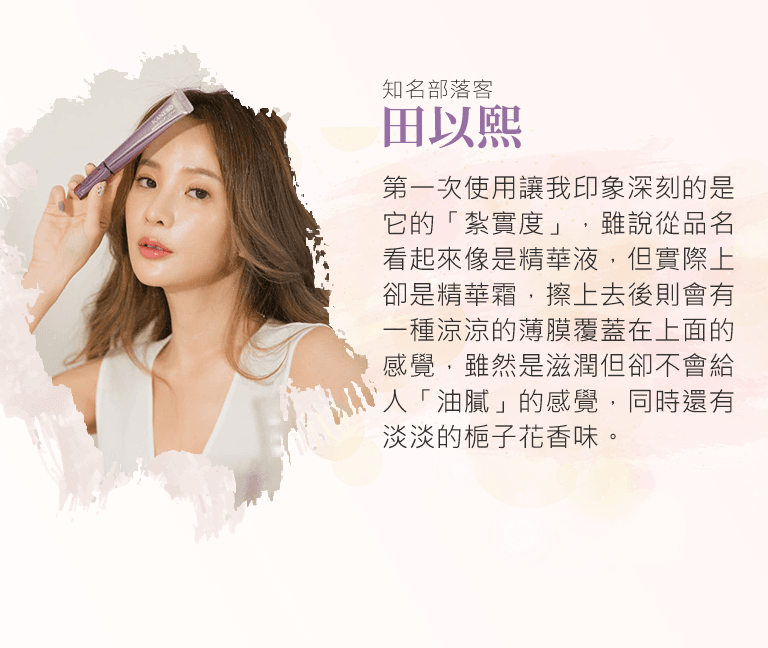 知名部落客
田以熙
第一次使用讓我印象深刻的是
它的「紮實度」，雖說從品名
看起來像是精華液，但實際上
卻是精華霜，擦上去後則會有
一種涼涼的薄膜覆蓋在上面的
感覺，雖然是滋潤但卻不會給
人「油膩」的感覺，同時還有
淡淡的梔子花香味。